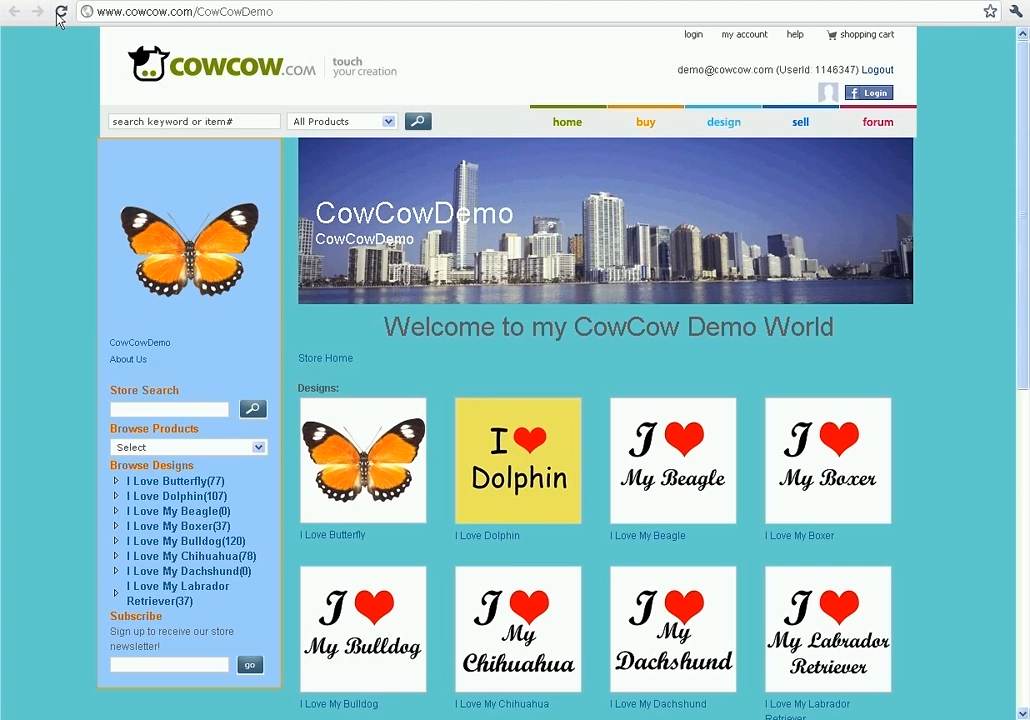 www.cowcow.com/CowCowDemo
login my account help shopping cart
COWCOW.COM touch
your creation
demo@cowcow.com (UserId: 1146347) Logout
f Login
search keyword or item# All Products
home buy design sell forum
CowCowDemo
CowCowDemo
Welcome to my CowCow Demo World
CowCowDemo
About Us
Store Home
Store Search
Browse Products
Select
Browse Designs
I Love Butterfly(77)
I Love Dolphin(107)
I Love My Beagle(0)
I Love My Boxer(37)
I Love My Bulldog(120)
I Love My Chihuahua(78)
I Love My Dachshund(0)
I Love My Labrador
Retriever(37)
Subscribe
Sign up to receive our store
newsletter!
go
Designs:
I
Dolphin
I
My Beagle
I
My Boxer
I Love Butterfly
I Love Dolphin
I Love My Beagle
I Love My Boxer
I
My Bulldog
I
My
Chihuahua
I
My
Dachshund
I
My Labrador
Retriever
I Love My Bulldog
I Love My Chihuahua
I Love My Dachshund
I Love My Labrador
Retriever